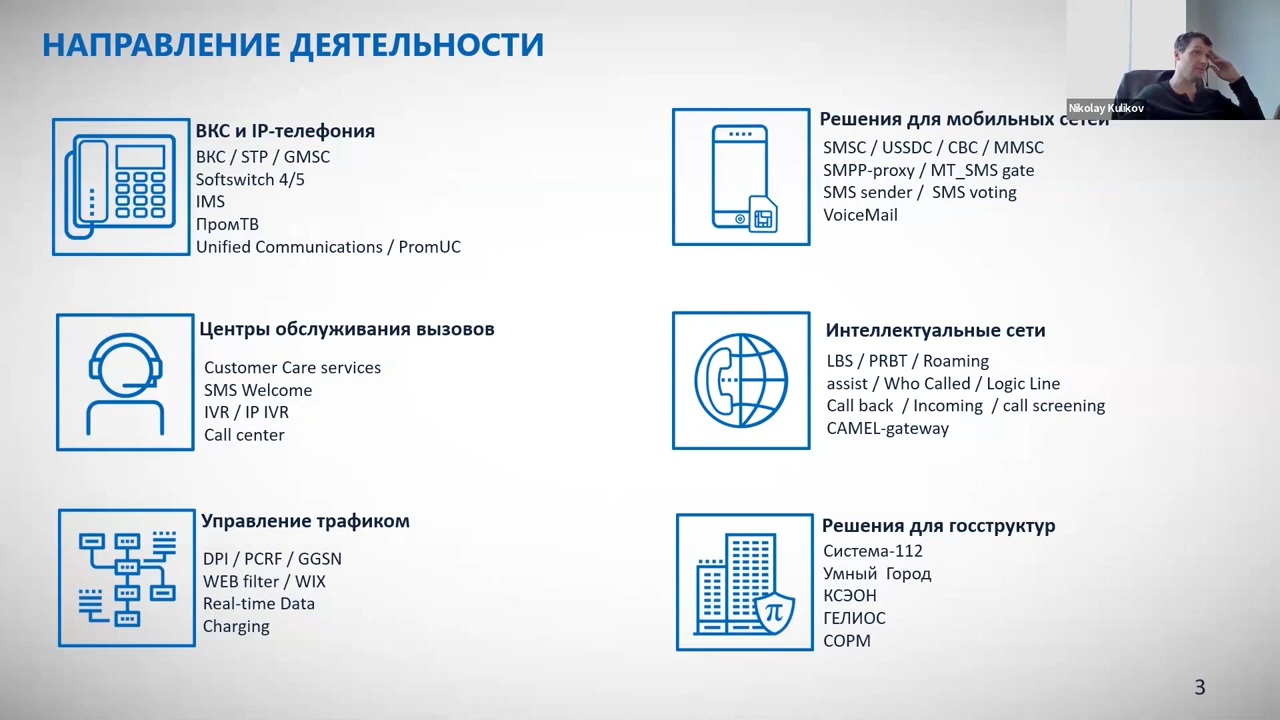 НАПРАВЛЕНИЕ ДЕЯТЕЛЬНОСТИ
Nikolay Kulikov
ВКС и IP-телефония
ВКС / STP / GMSC
Softswitch 4/5
IMS
ПромТВ
Unified Communications / PromUC
Решения для мобильных сетей
SMSC / USSDC / CBC / MMSC
SMPP-proxy / MT_SMS gate
SMS sender / SMS voting
VoiceMail
Центры обслуживания вызовов
Customer Care services
SMS Welcome
IVR / IP IVR
Call center
Интеллектуальные сети
LBS / PRBT / Roaming
assist / Who Called / Logic Line
Call back / Incoming / call screening
CAMEL-gateway
Управление трафиком
DPI / PCRF / GGSN
WEB filter / WIX
Real-time Data
Charging
Решения для госструктур
Система-112
Умный Город
КСЭОН
ГЕЛИОС
СОРМ
π
3